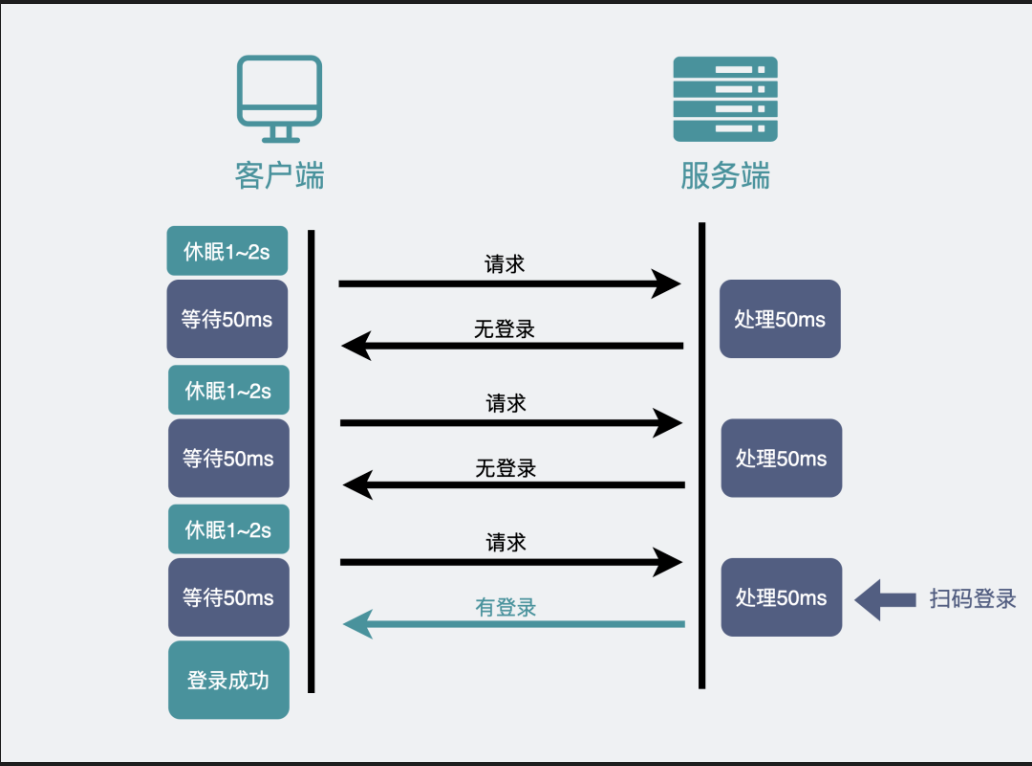 客户端
服务端
休眠1~2s
请求
等待50ms
处理50ms
无登录
休眠1~2s
请求
等待50ms
处理50ms
无登录
休眠1~2s
请求
等待50ms
处理50ms
扫码登录
有登录
登录成功